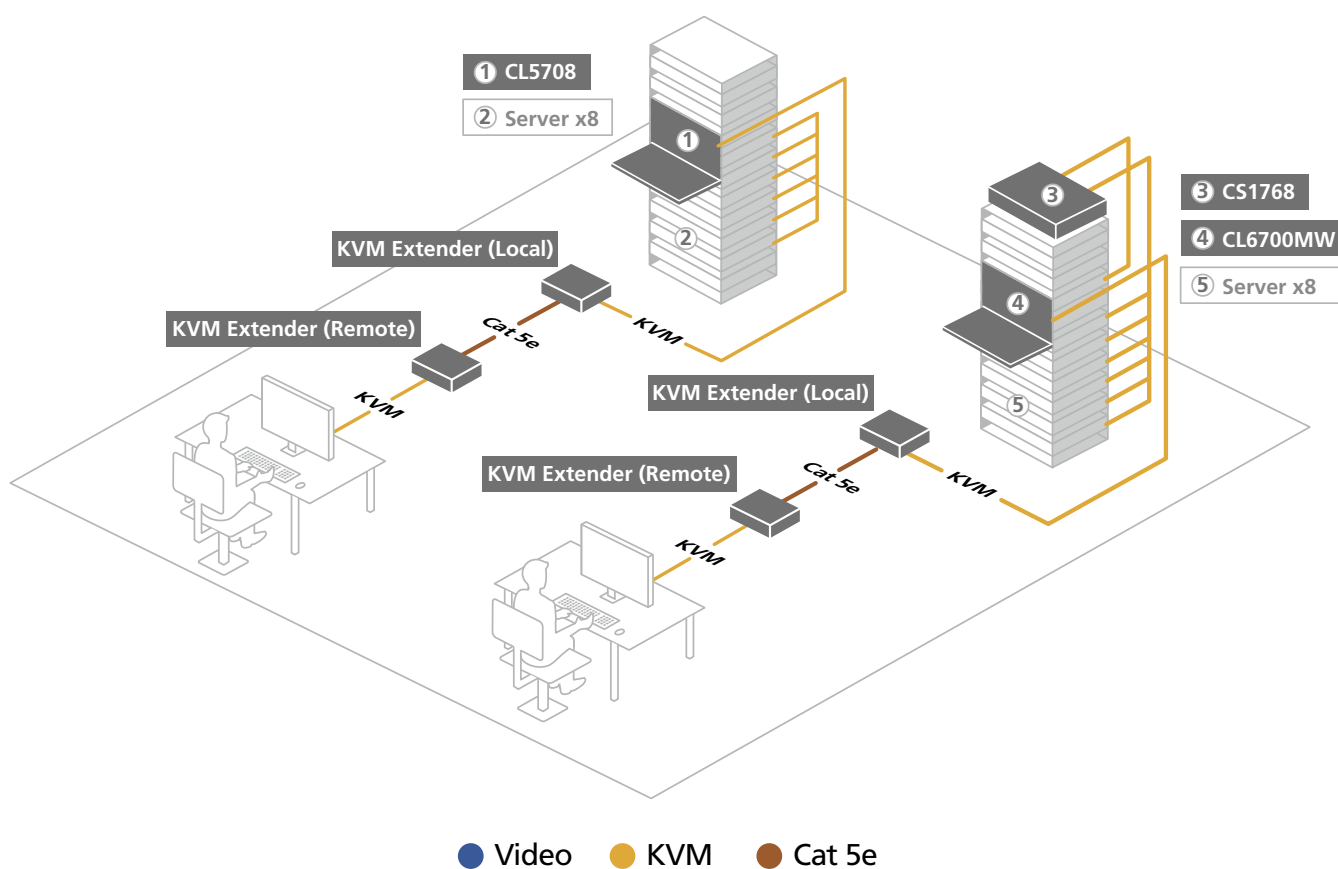 ① CL5708
② Server x8
①
②
③
③ CS1768
④ CL6700MW
⑤ Server x8
④
⑤
KVM Extender (Local)
KVM Extender (Remote)
Cat 5e
KVM
KVM
KVM Extender (Local)
KVM Extender (Remote)
Cat 5e
KVM
KVM
Video
KVM
Cat 5e